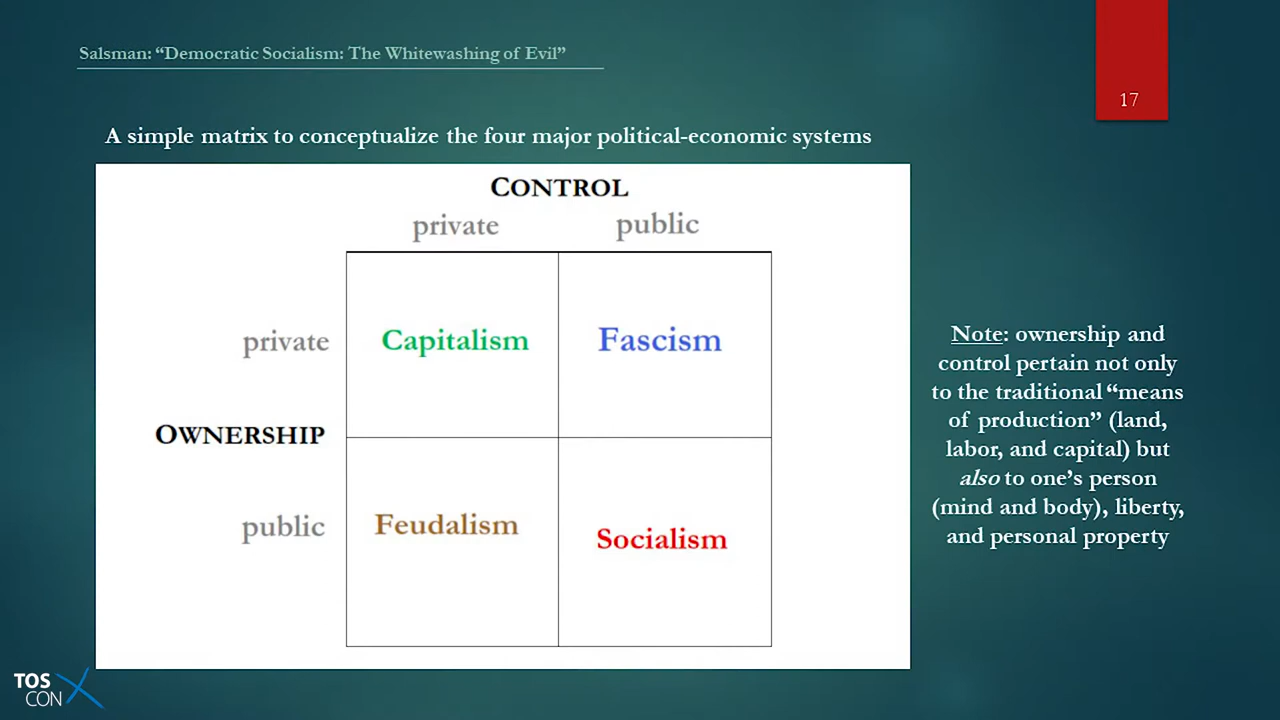 Salsman: “Democratic Socialism: The Whitewashing of Evil”
17
A simple matrix to conceptualize the four major political-economic systems
CONTROL
private public
private Capitalism Fascism
OWNERSHIP
public Feudalism Socialism
Note: ownership and
control pertain not only
to the traditional “means
of production” (land,
labor, and capital) but
also to one’s person
(mind and body), liberty,
and personal property
TOS
CON